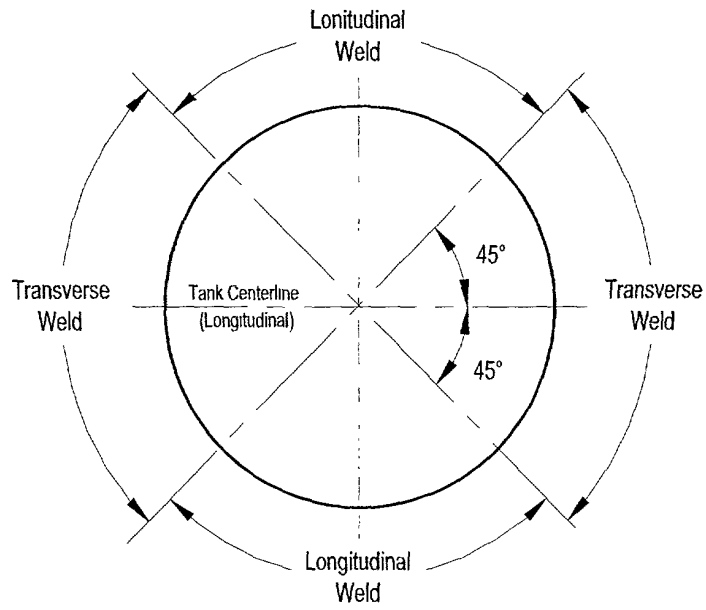 Lonitudinal
Weld
45°
Transverse
Weld
Tank Centerline
(Longitudinal)
Transverse
Weld
45°
Longitudinal
Weld